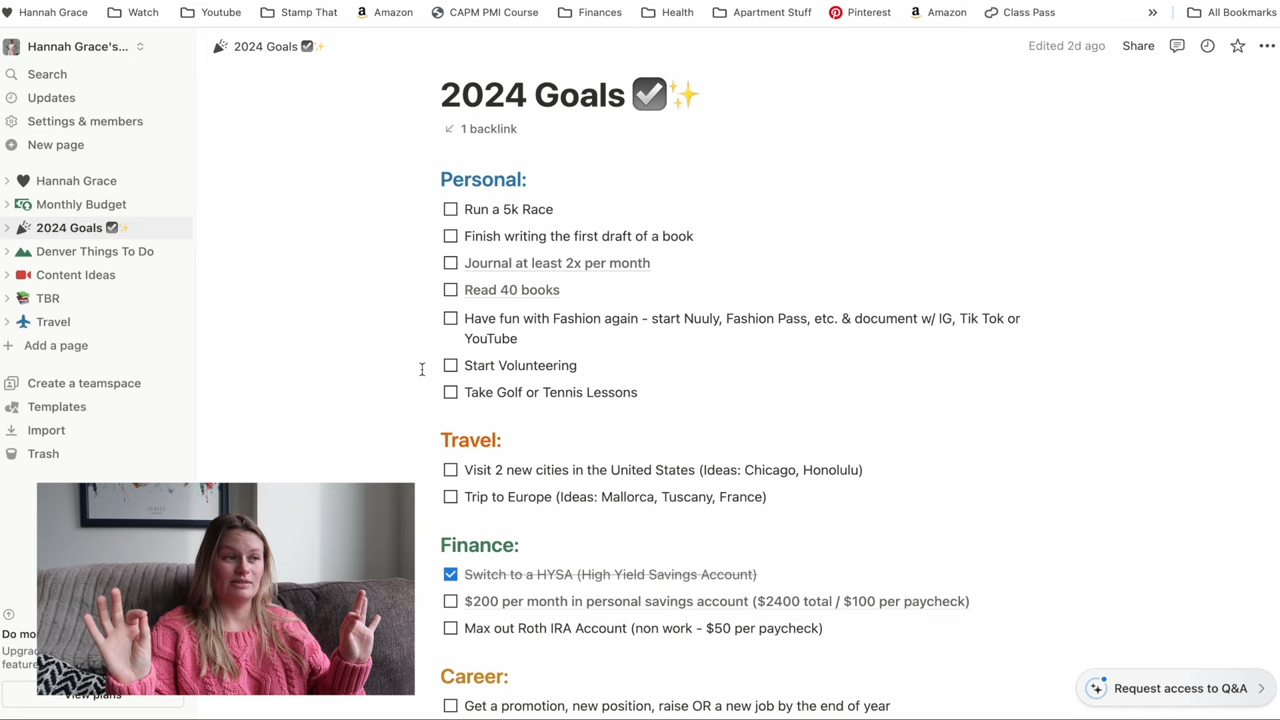 Hannah Grace
Watch
Youtube
Stamp That
Amazon
CAPM PMI Course
Finances
Health
Apartment Stuff
Pinterest
Amazon
Class Pass
»
All Bookmarks
Hannah Grace's...
2024 Goals ☑️✨
Edited 2d ago
Share
Search
Updates
Settings & members
New page
Hannah Grace
Monthly Budget
2024 Goals ☑️✨
Denver Things To Do
Content Ideas
TBR
Travel
Add a page
Create a teamspace
Templates
Import
Trash
Do mo
Upgra
feature
View plans
2024 Goals ☑️✨
1 backlink
Personal:
Run a 5k Race
Finish writing the first draft of a book
Journal at least 2x per month
Read 40 books
Have fun with Fashion again - start Nuuly, Fashion Pass, etc. & document w/ IG, Tik Tok or
YouTube
Start Volunteering
Take Golf or Tennis Lessons
Travel:
Visit 2 new cities in the United States (Ideas: Chicago, Honolulu)
Trip to Europe (Ideas: Mallorca, Tuscany, France)
Finance:
Switch to a HYSA (High Yield Savings Account)
$200 per month in personal savings account ($2400 total / $100 per paycheck)
Max out Roth IRA Account (non work - $50 per paycheck)
Career:
Get a promotion, new position, raise OR a new job by the end of year
Request access to Q&A